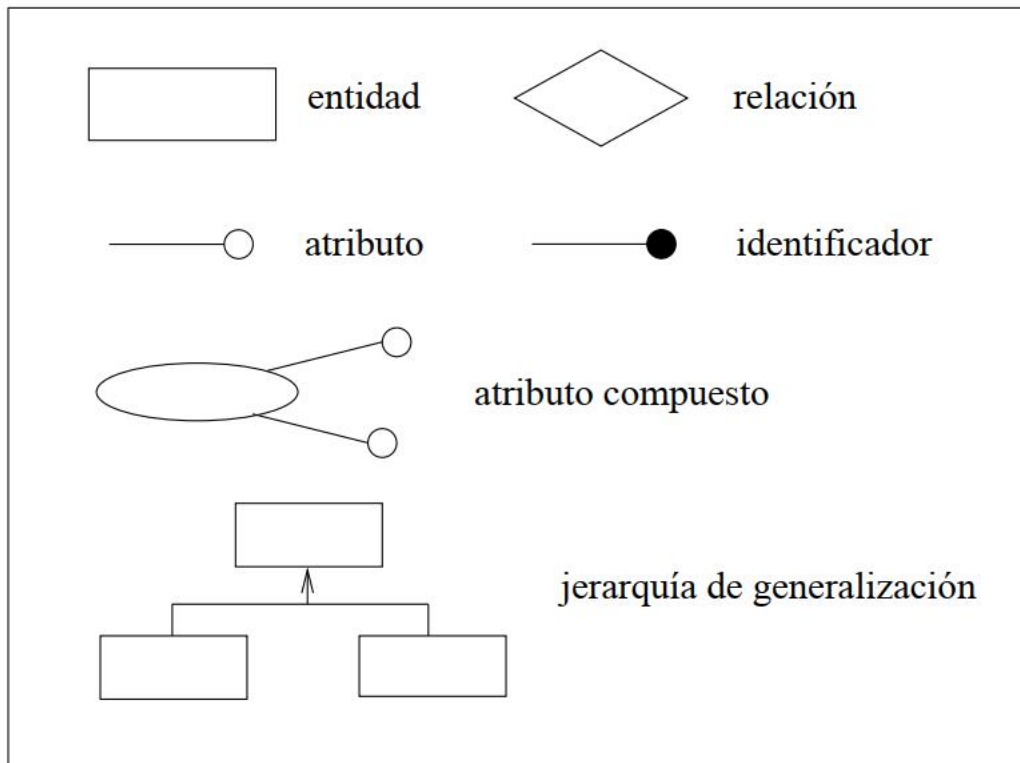 entidad
relación
atributo
identificador
atributo compuesto
jerarquía de generalización